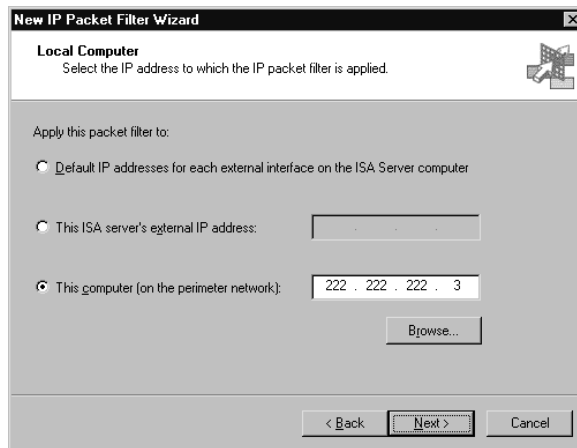 New IP Packet Filter Wizard
Local Computer
Select the IP address to which the IP packet filter is applied.
Apply this packet filter to:
Default IP addresses for each external interface on the ISA Server computer
This ISA server's external IP address:
. . .
This computer (on the perimeter network): 222 . 222 . 222 . 3
Browse...
< Back Next > Cancel